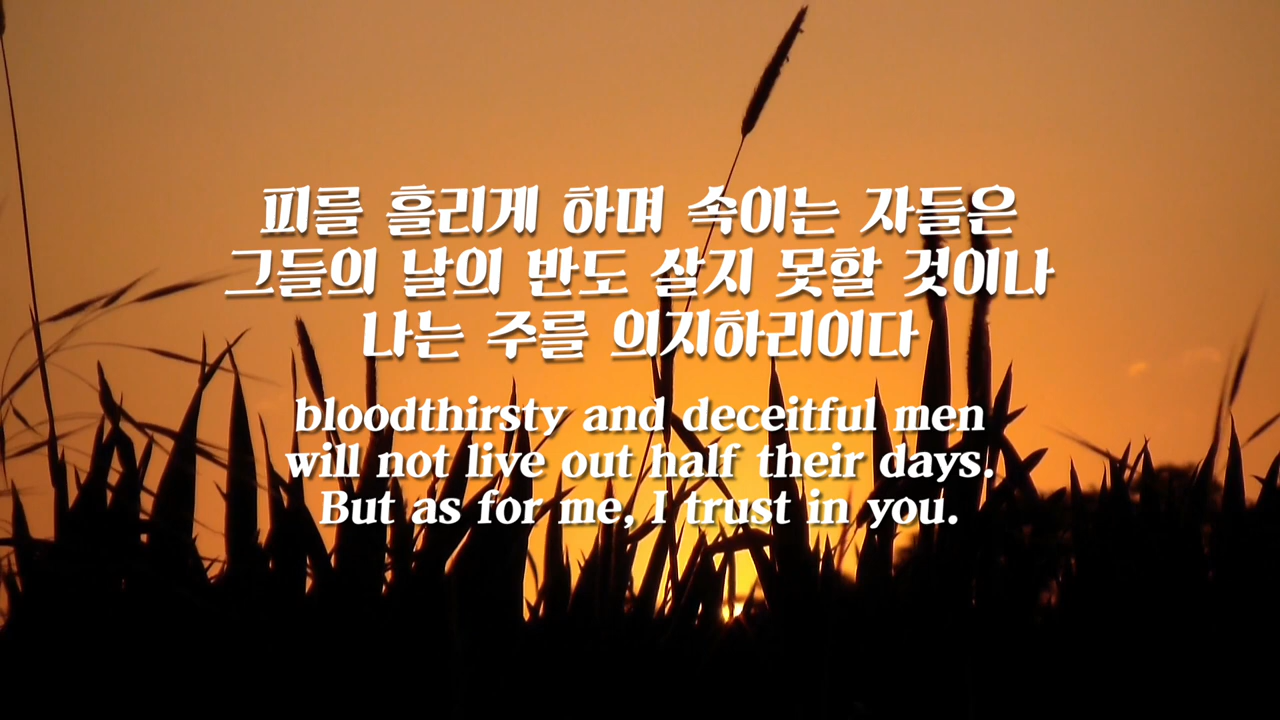 피를 흘리게 하며 속이는 자들은
그들의 날의 반도 살지 못할 것이나
나는 주를 의지하리이다
bloodthirsty and deceitful men
will not live out half their days.
But as for me, I trust in you.